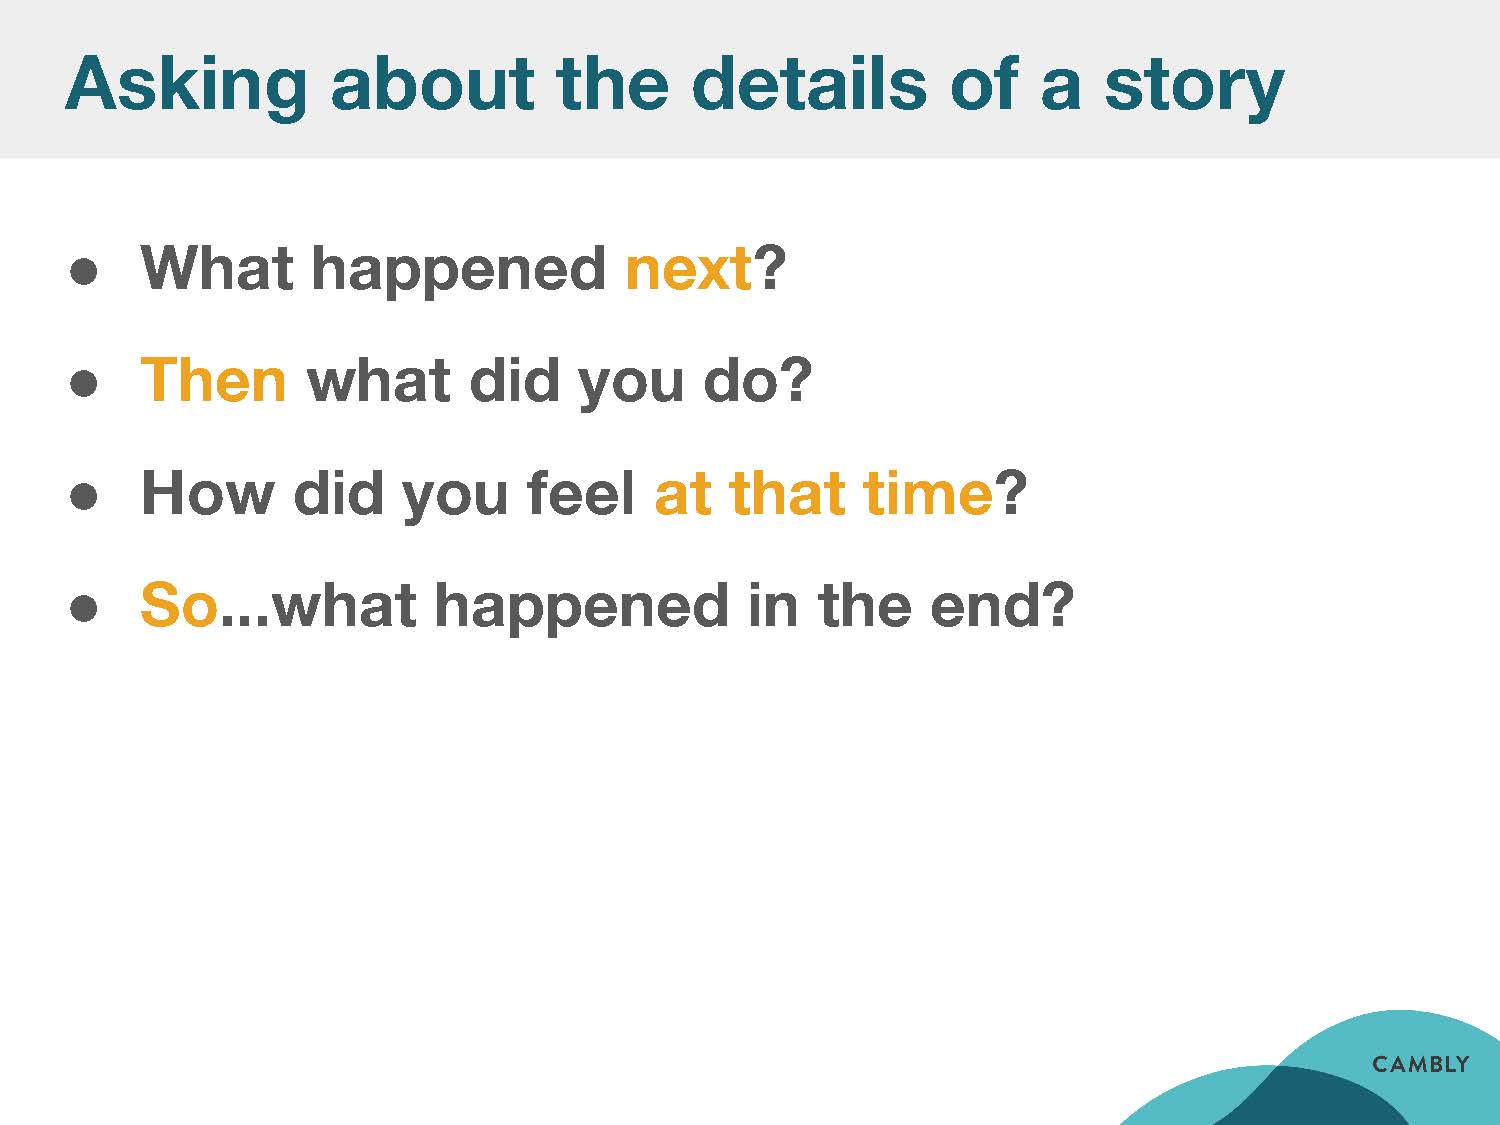 Asking about the details of a story
● What happened next?
● Then what did you do?
● How did you feel at that time?
● So...what happened in the end?
CAMBLY